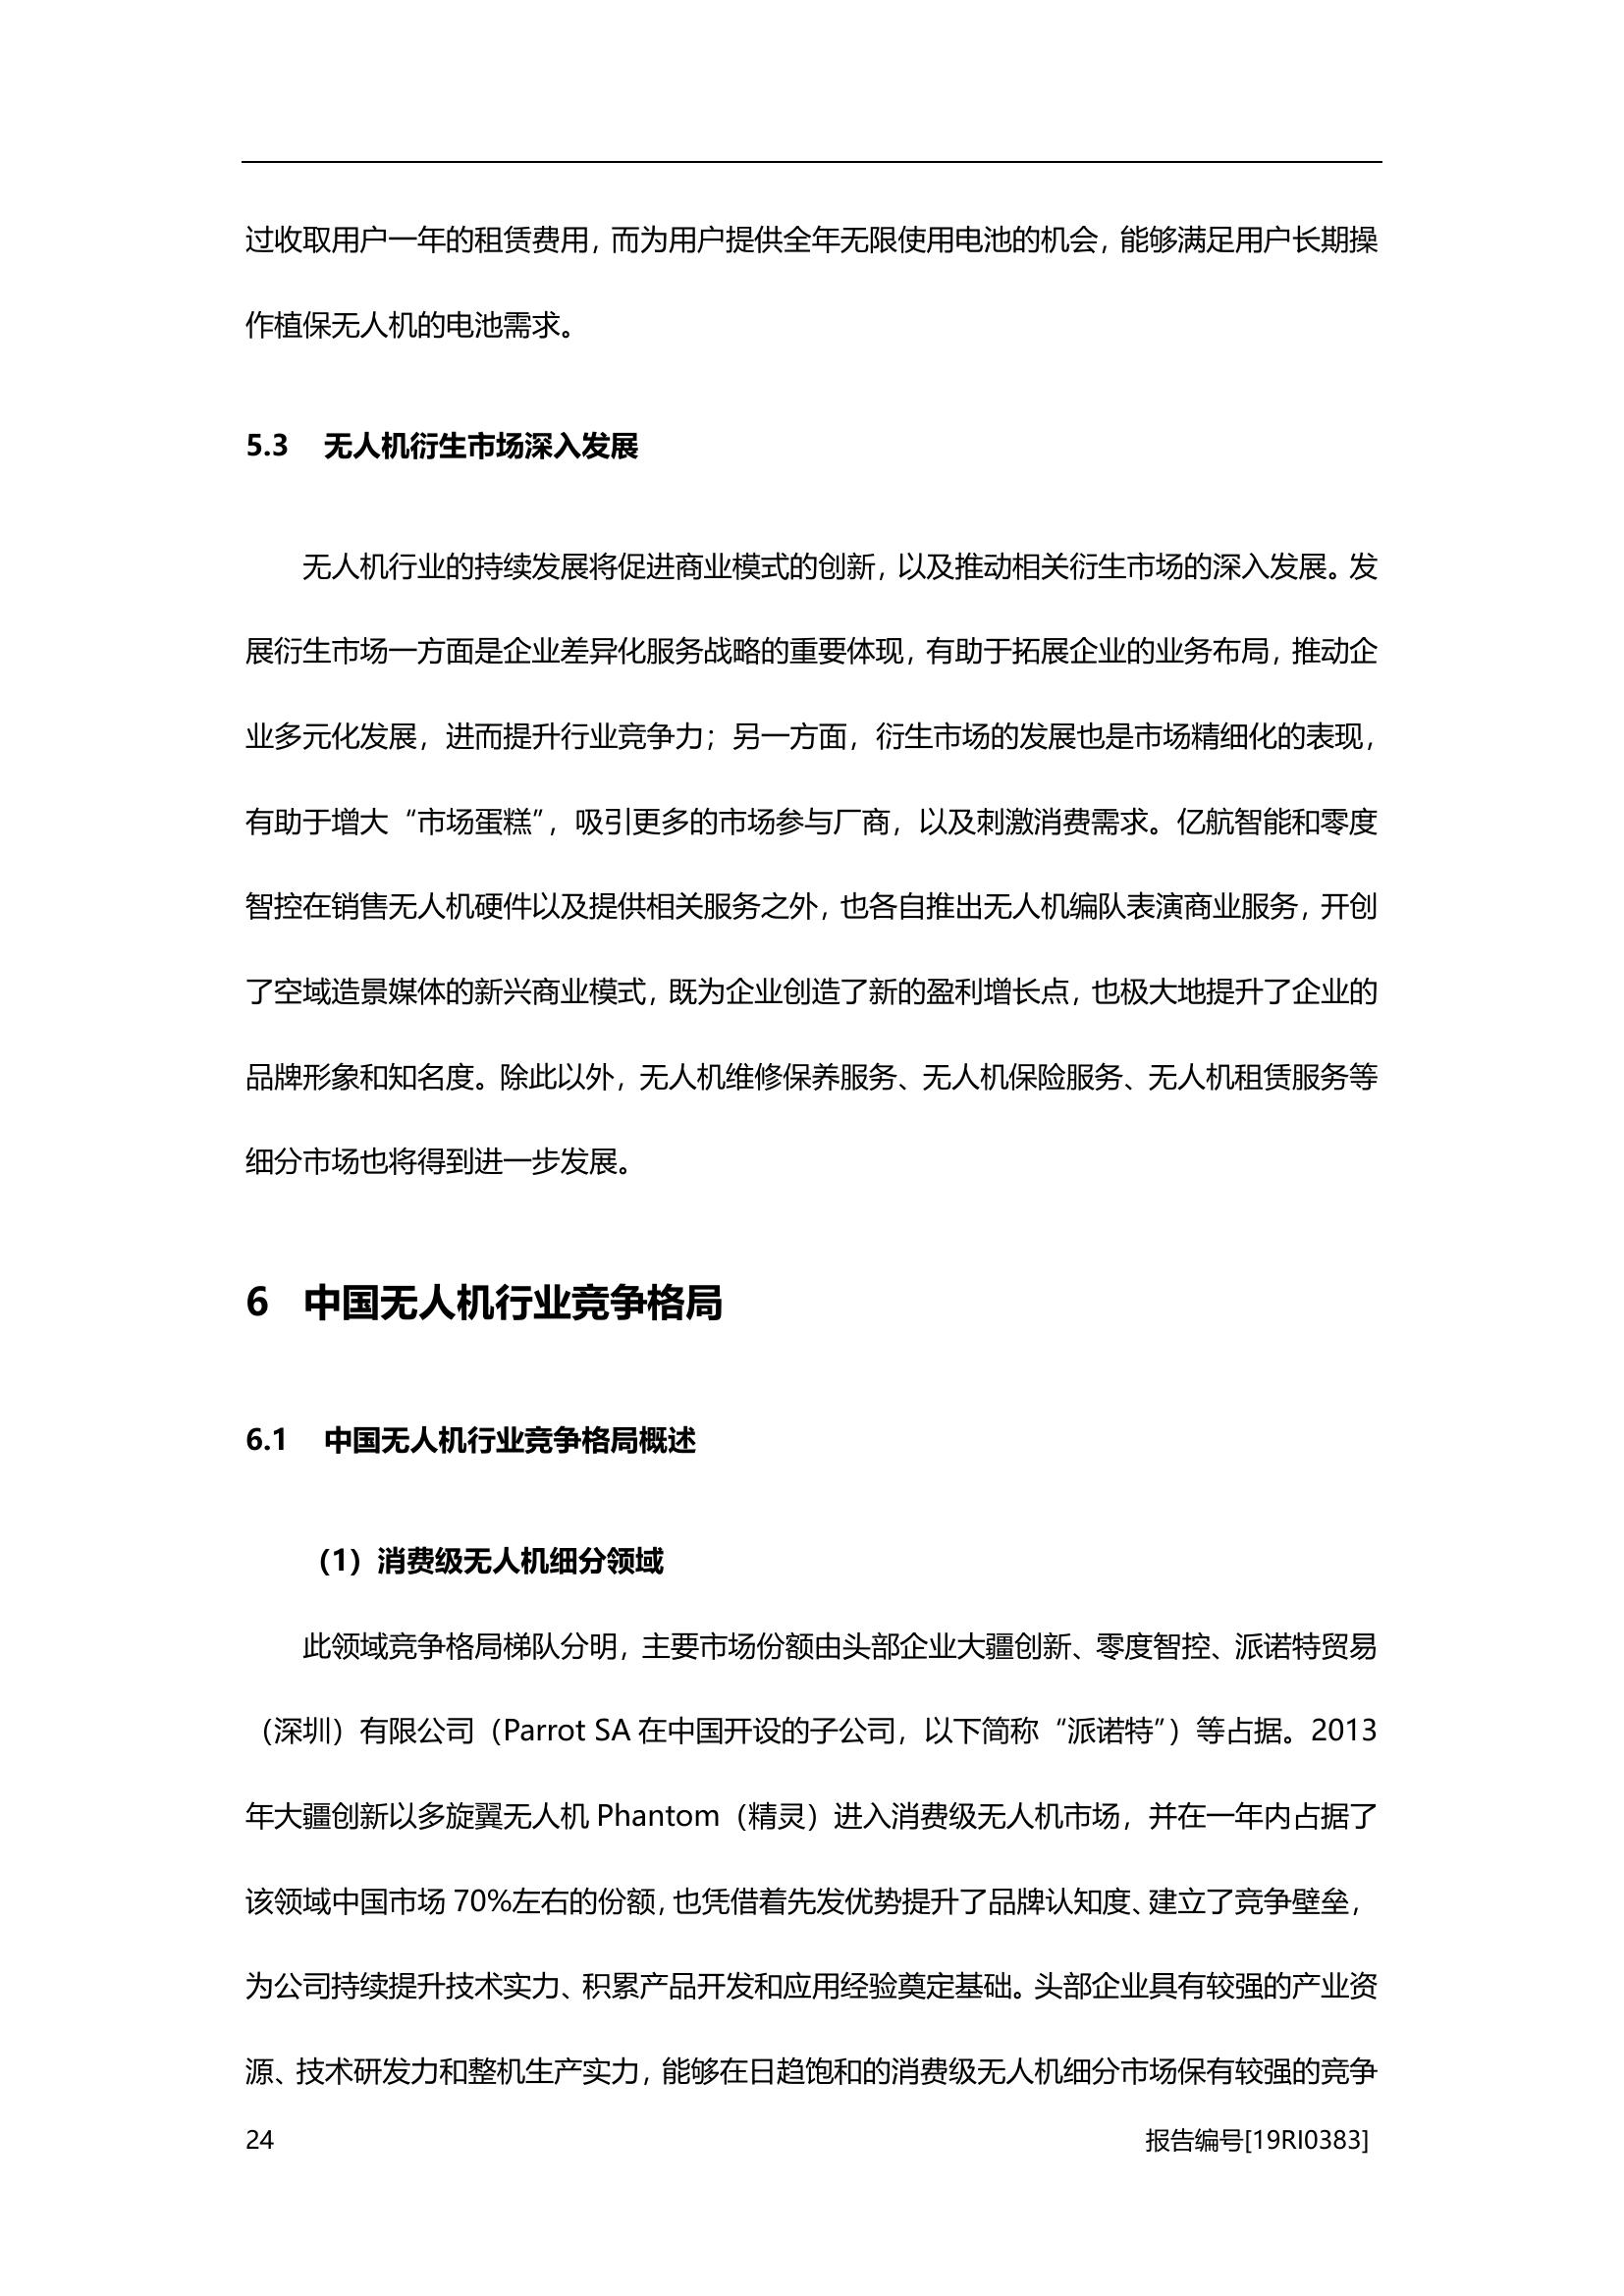 过收取用户一年的租赁费用，而为用户提供全年无限使用电池的机会，能够满足用户长期操
作植保无人机的电池需求。
5.3 无人机衍生市场深入发展
无人机行业的持续发展将促进商业模式的创新，以及推动相关衍生市场的深入发展。发
展衍生市场一方面是企业差异化服务战略的重要体现，有助于拓展企业的业务布局，推动企
业多元化发展，进而提升行业竞争力；另一方面，衍生市场的发展也是市场精细化的表现，
有助于增大“市场蛋糕”，吸引更多的市场参与厂商，以及刺激消费需求。亿航智能和零度
智控在销售无人机硬件以及提供相关服务之外，也各自推出无人机编队表演商业服务，开创
了空域造景媒体的新兴商业模式，既为企业创造了新的盈利增长点，也极大地提升了企业的
品牌形象和知名度。除此以外，无人机维修保养服务、无人机保险服务、无人机租赁服务等
细分市场也将得到进一步发展。
6 中国无人机行业竞争格局
6.1 中国无人机行业竞争格局概述
（1）消费级无人机细分领域
此领域竞争格局梯队分明，主要市场份额由头部企业大疆创新、零度智控、派诺特贸易
（深圳）有限公司（Parrot SA 在中国开设的子公司，以下简称“派诺特”）等占据。2013
年大疆创新以多旋翼无人机 Phantom（精灵）进入消费级无人机市场，并在一年内占据了
该领域中国市场 70%左右的份额，也凭借着先发优势提升了品牌认知度、建立了竞争壁垒，
为公司持续提升技术实力、积累产品开发和应用经验奠定基础。头部企业具有较强的产业资
源、技术研发力和整机生产实力，能够在日趋饱和的消费级无人机细分市场保有较强的竞争
24 报告编号[19RI0383]